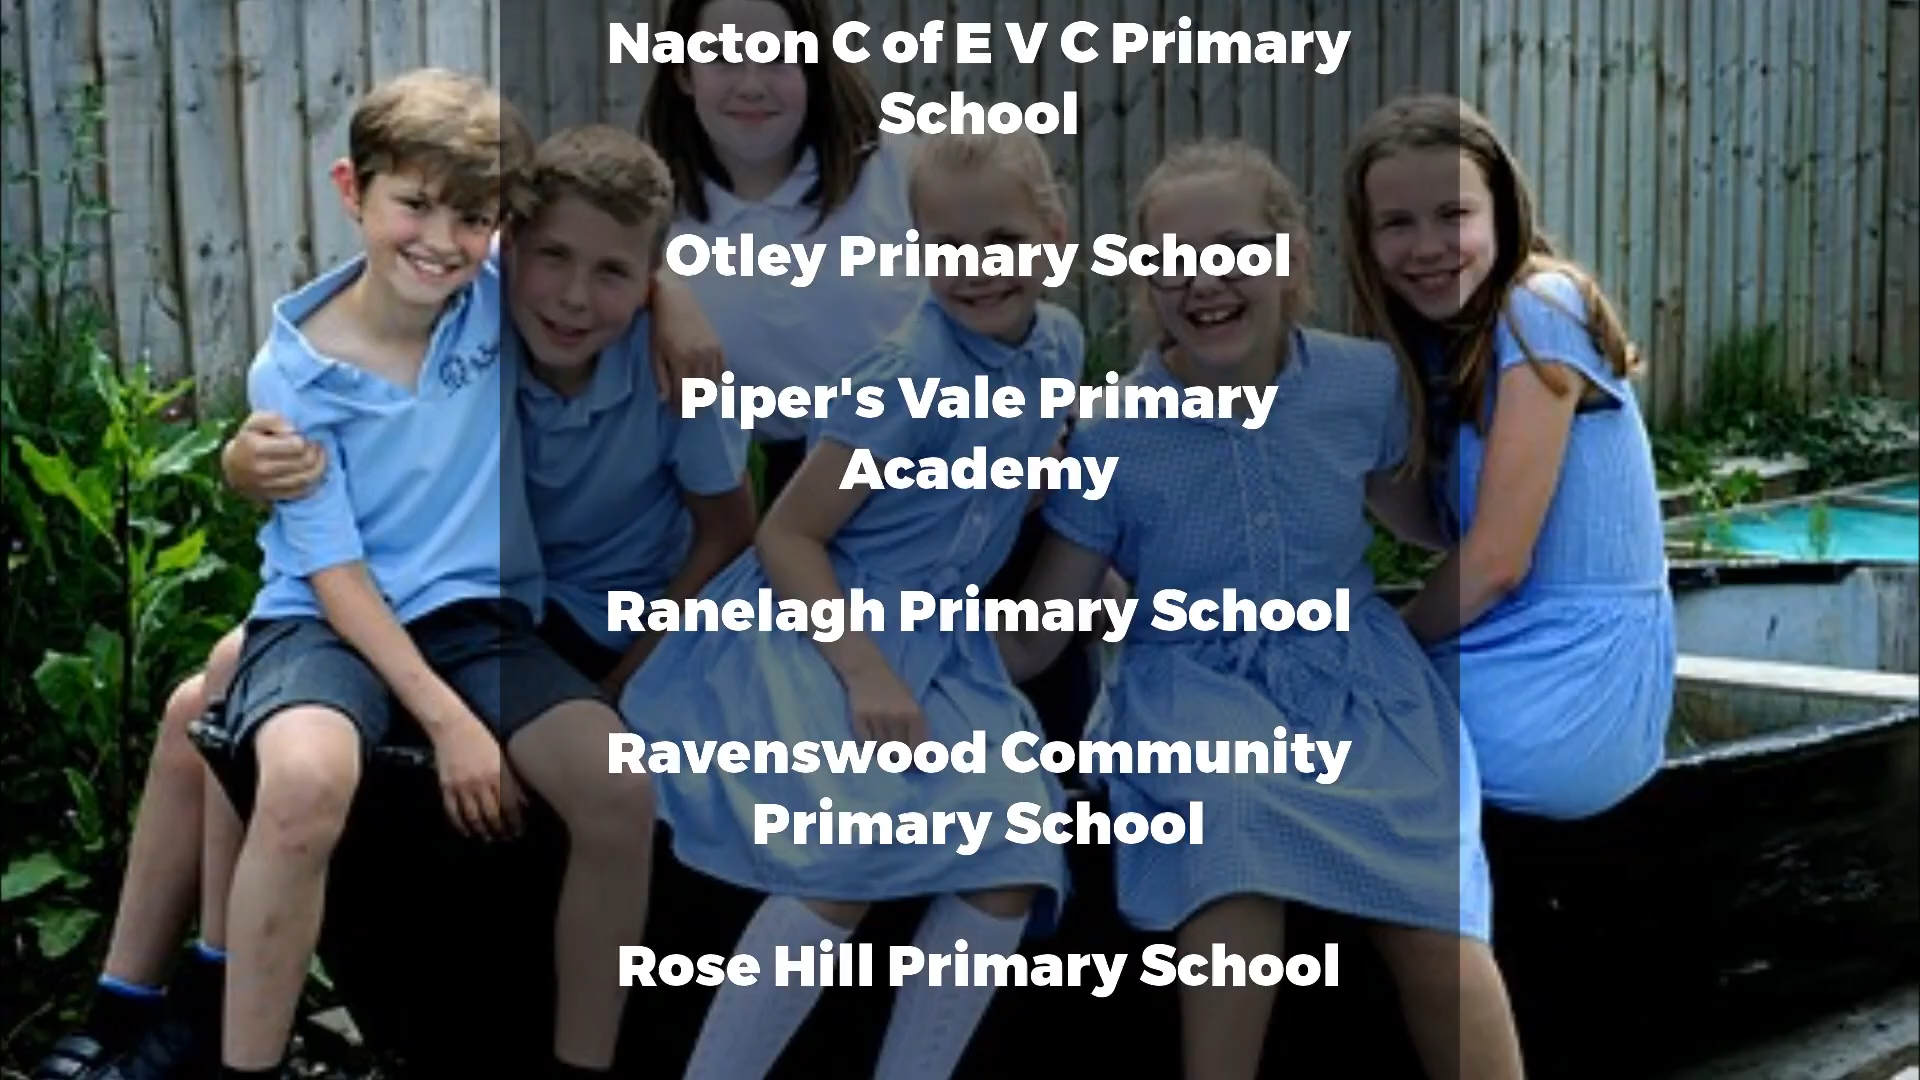 Nacton C of E V C Primary
School
Otley Primary School
Piper's Vale Primary
Academy
Ranelagh Primary School
Ravenswood Community
Primary School
Rose Hill Primary School